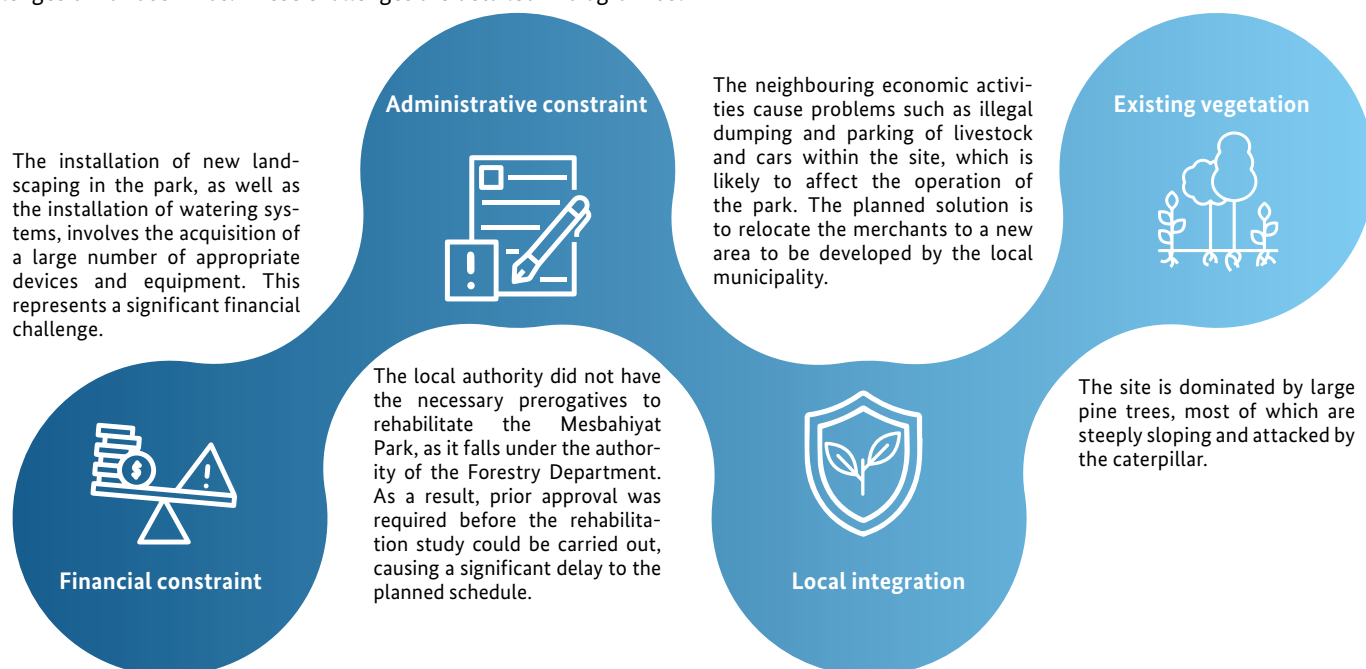 The installation of new land-
scaping in the park, as well as
the installation of watering sys-
tems, involves the acquisition of
a large number of appropriate
devices and equipment. This
represents a significant financial
challenge.
Financial constraint
Administrative constraint
The local authority did not have
the necessary prerogatives to
rehabilitate the Mesbahiyat
Park, as it falls under the author-
ity of the Forestry Department.
As a result, prior approval was
required before the rehabilita-
tion study could be carried out,
causing a significant delay to the
planned schedule.
The neighbouring economic activi-
ties cause problems such as illegal
dumping and parking of livestock
and cars within the site, which is
likely to affect the operation of
the park. The planned solution is
to relocate the merchants to a new
area to be developed by the local
municipality.
Local integration
Existing vegetation
The site is dominated by large
pine trees, most of which are
steeply sloping and attacked by
the caterpillar.